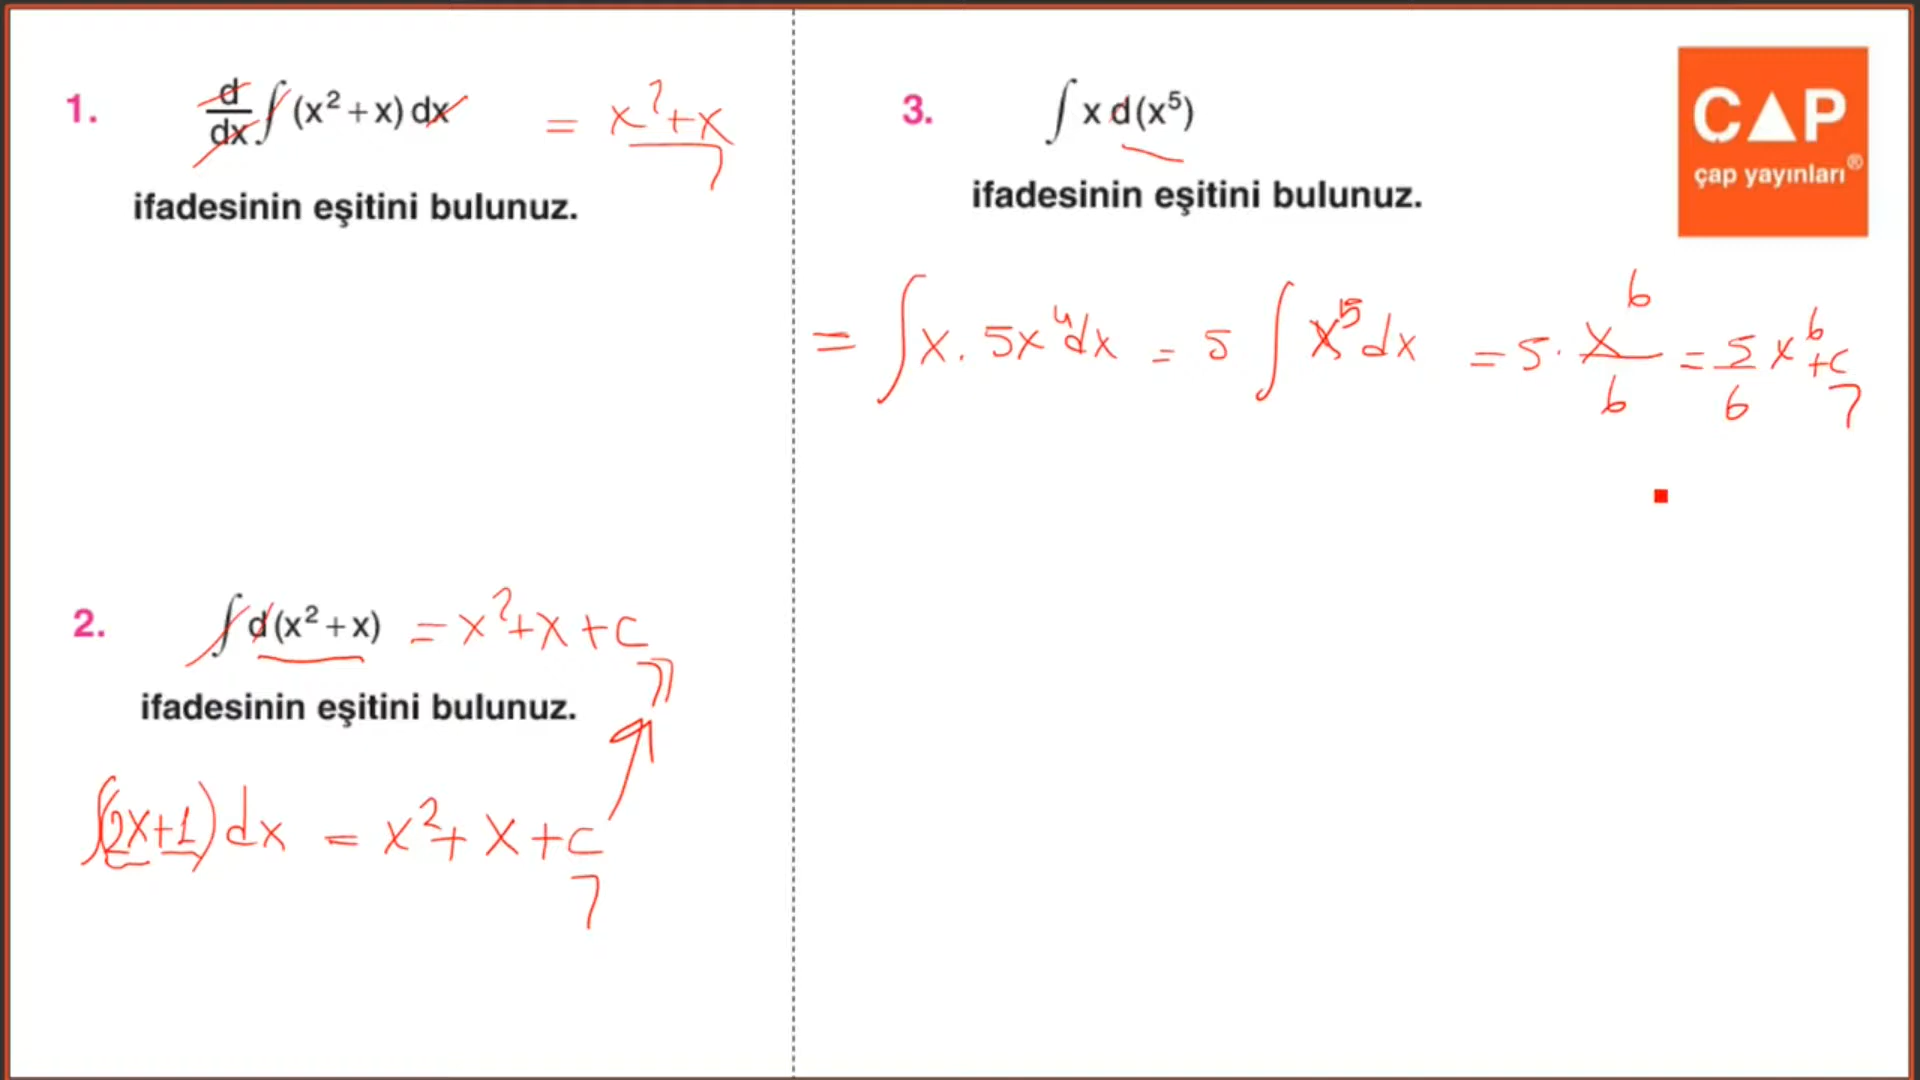 1. d/dx ∫ (x² + x) dx = x² + x
ifadesinin eşitini bulunuz.
2. ∫ d(x² + x) = x² + x + c
ifadesinin eşitini bulunuz.
∫(2x+1) dx = x² + x + c
3. ∫ x d(x⁵)
ifadesinin eşitini bulunuz.
= ∫ x . 5x⁴ dx = 5 ∫ x⁵ dx = 5 . x⁶/6 = 5/6 x⁶ + c
ÇAP
çap yayınları®